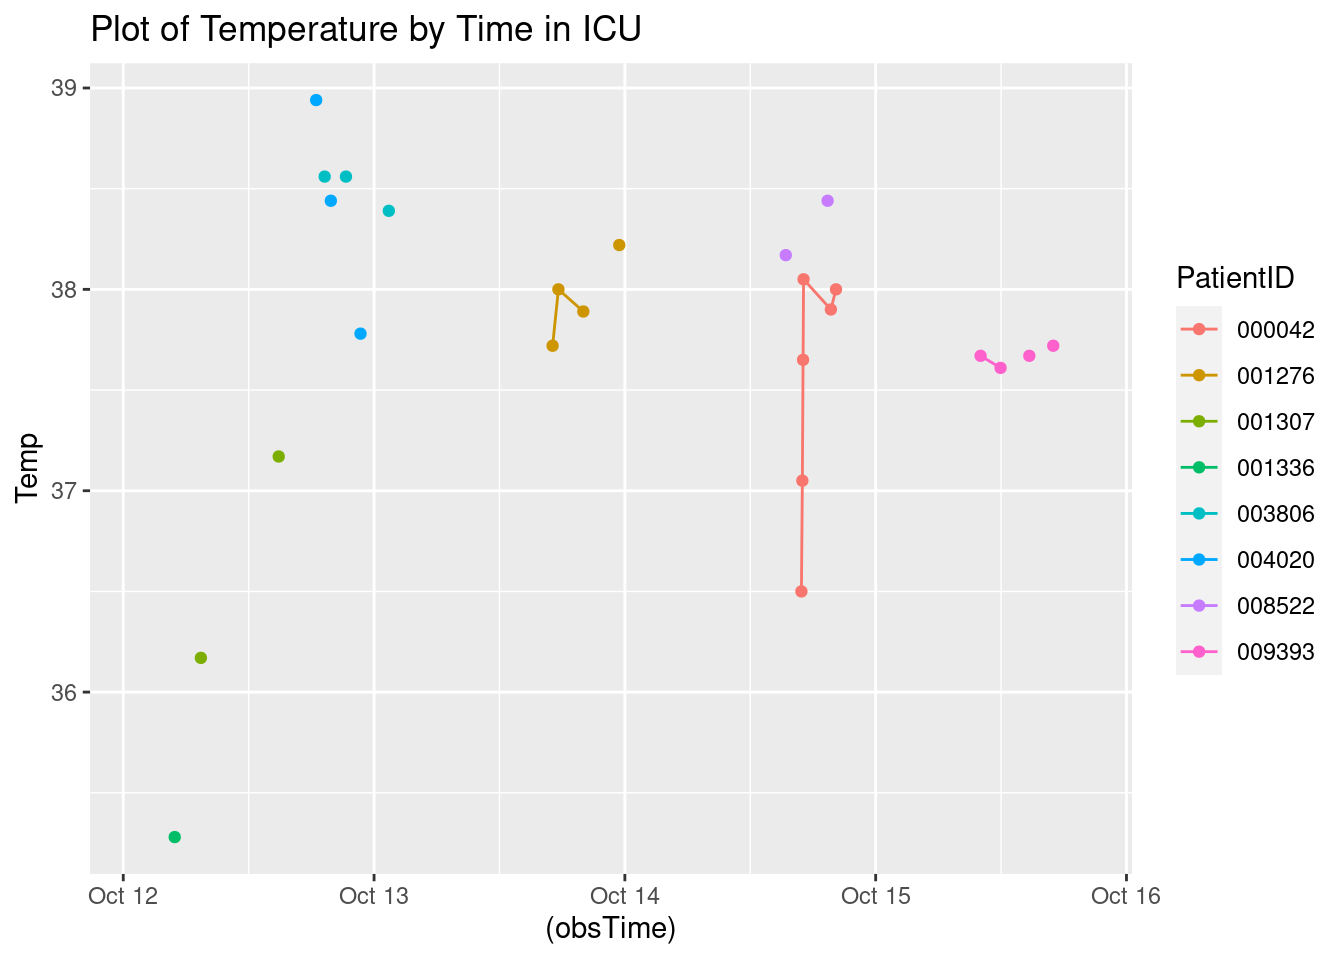 Plot of Temperature by Time in ICU
39
38
37
36
Temp
Oct 12 Oct 13 Oct 14 Oct 15 Oct 16
(obsTime)
PatientID
000042
001276
001307
001336
003806
004020
008522
009393